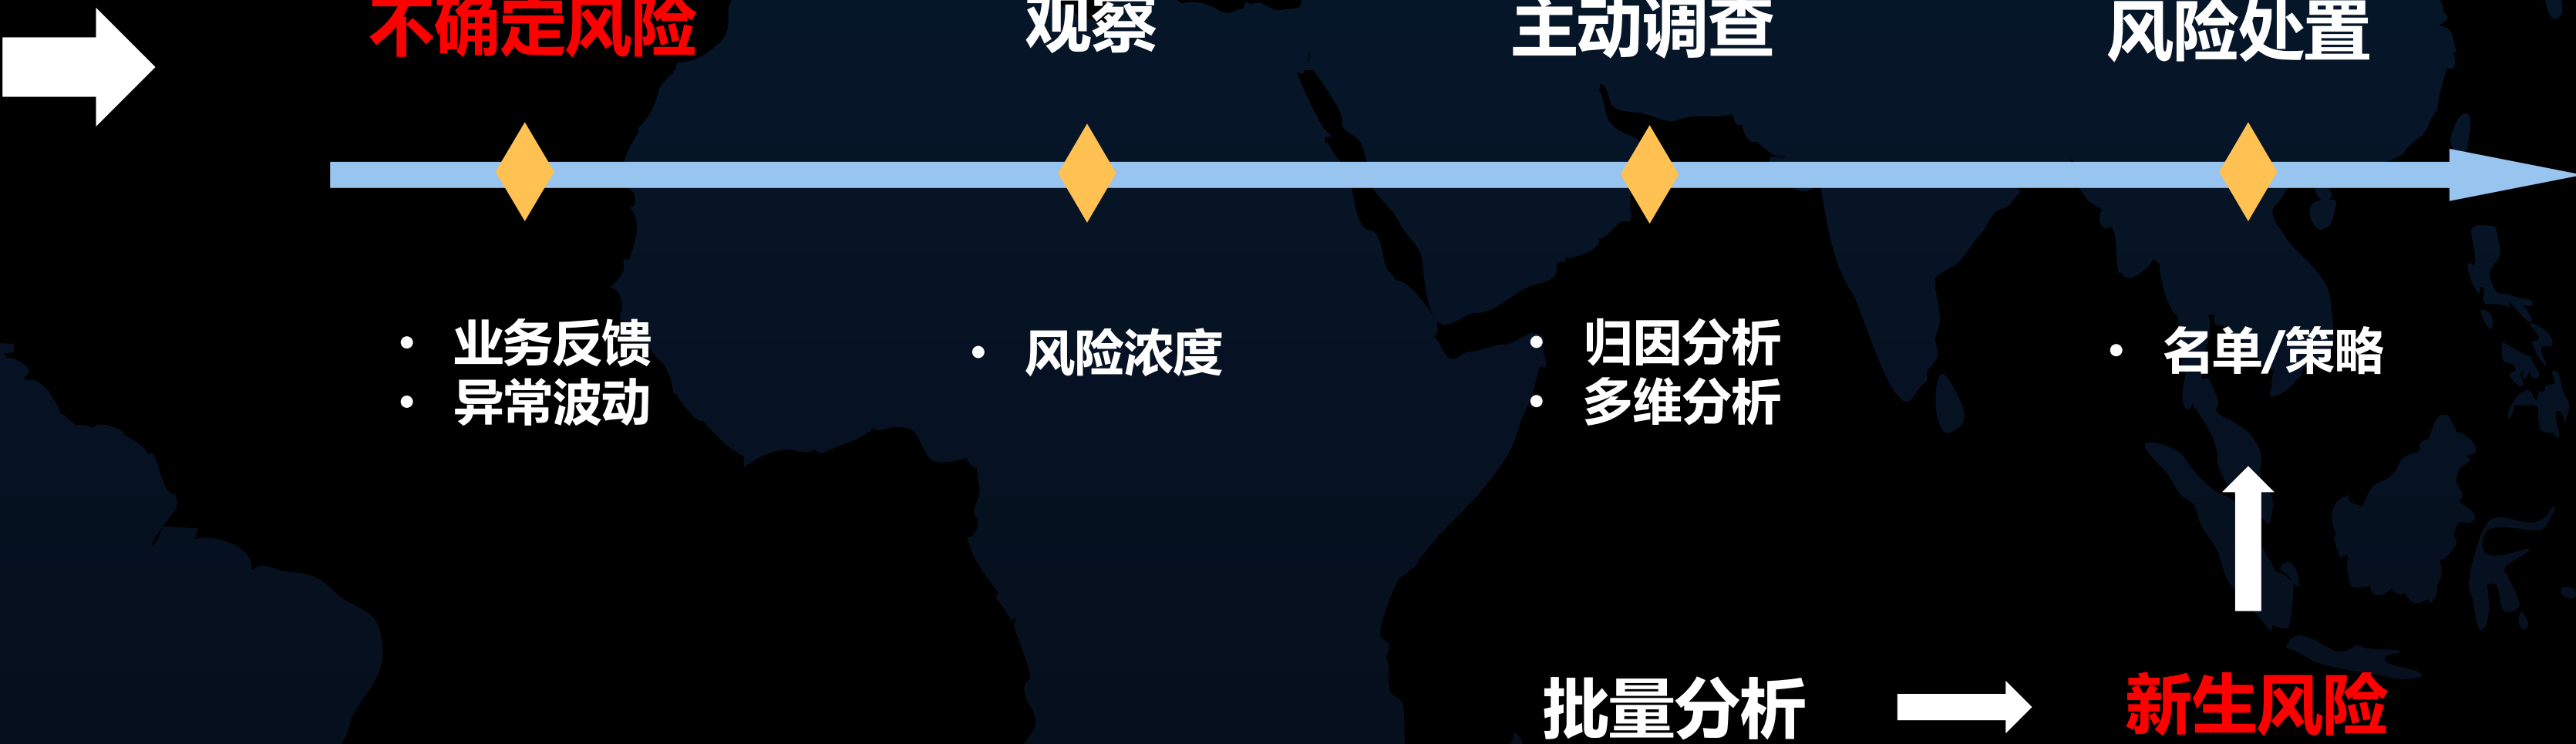 不确定风险
观察
主动调查
风险处置
• 业务反馈
• 异常波动
• 风险浓度
• 归因分析
• 多维分析
• 名单/策略
批量分析
新生风险